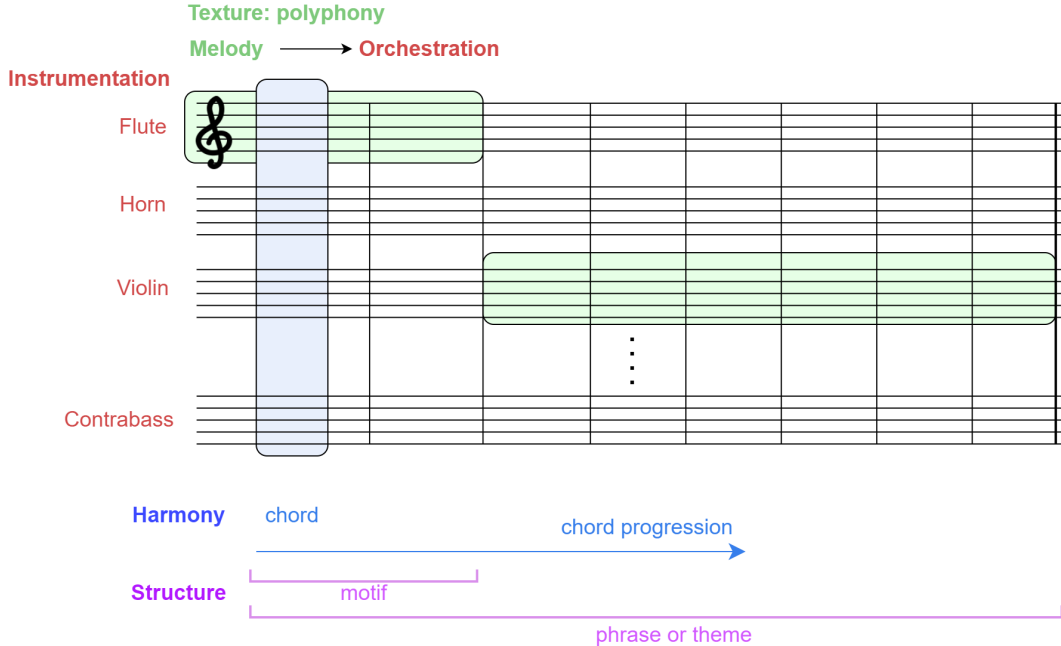 Texture: polyphony
Melody Orchestration
Instrumentation
Flute
Horn
Violin
Contrabass
Harmony chord
chord progression
Structure motif
phrase or theme